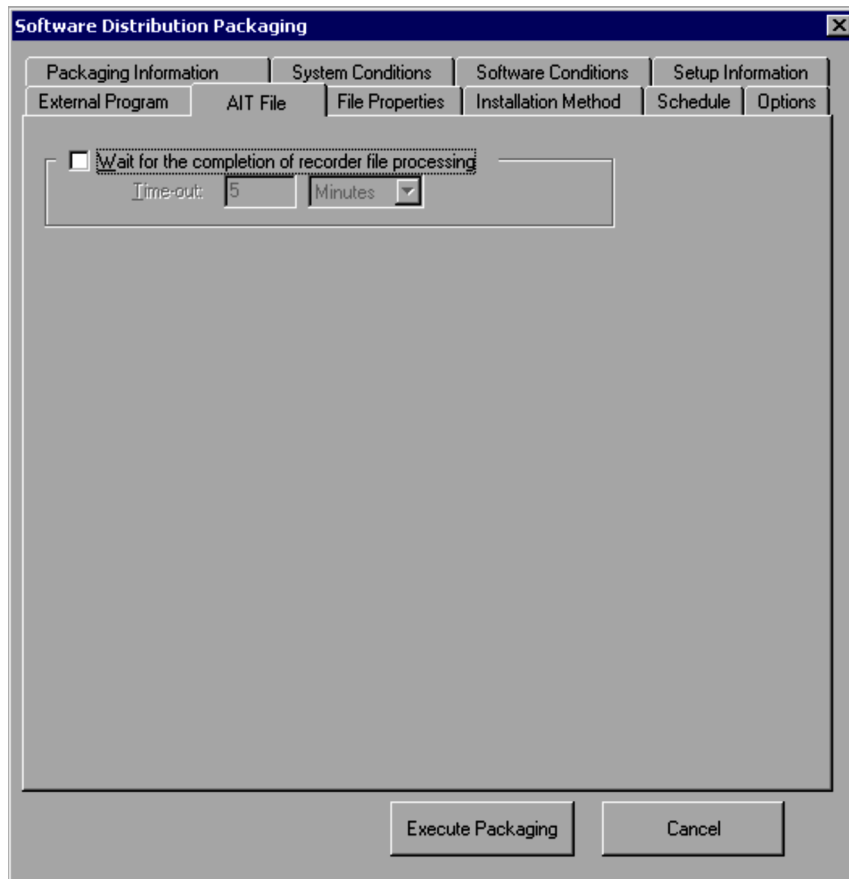 Software Distribution Packaging
Packaging Information System Conditions Software Conditions Setup Information
External Program AIT File File Properties Installation Method Schedule Options
Wait for the completion of recorder file processing
Time-out: 5 Minutes
Execute Packaging Cancel